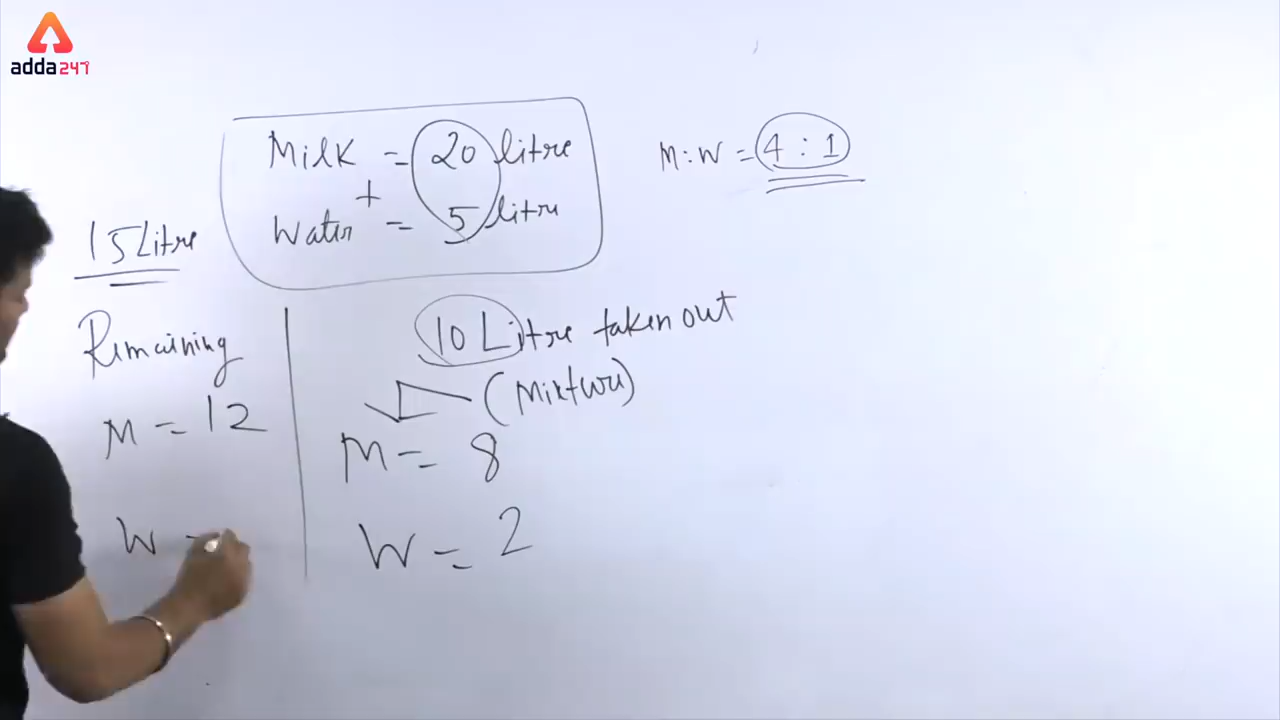 adda247
Milk = 20 litre
+
Water = 5 litre
M:W = 4 : 1
15 Litre
Remaining
M = 12
W =
10 Litre taken out
(Mixture)
M = 8
W = 2